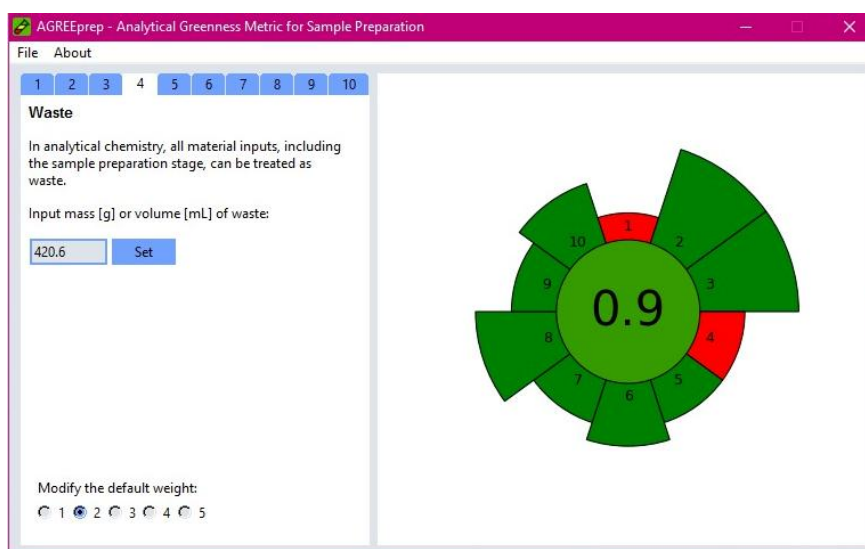 AGREEprep - Analytical Greenness Metric for Sample Preparation
File About
1 2 3 4 5 6 7 8 9 10
Waste
In analytical chemistry, all material inputs, including
the sample preparation stage, can be treated as
waste.
Input mass [g] or volume [mL] of waste:
420.6 Set
Modify the default weight:
1 2 3 4 5
1
2
3
4
5
6
7
8
9
10
0.9